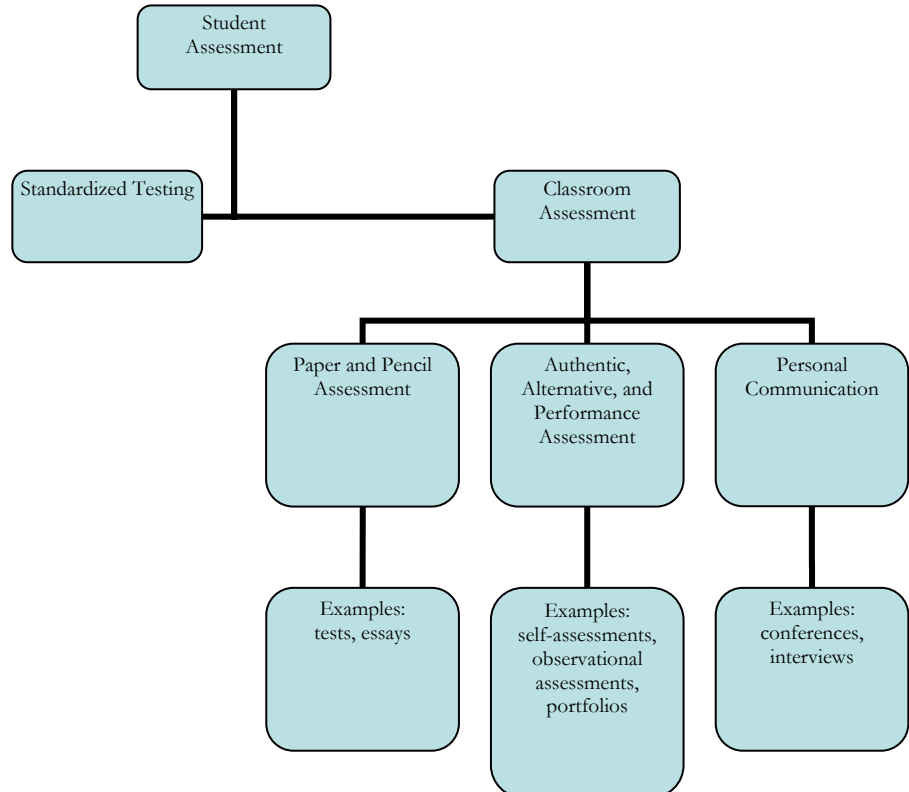 Student
Assessment
Standardized Testing
Classroom
Assessment
Paper and Pencil
Assessment
Authentic,
Alternative, and
Performance
Assessment
Personal
Communication
Examples:
tests, essays
Examples:
self-assessments,
observational
assessments,
portfolios
Examples:
conferences,
interviews